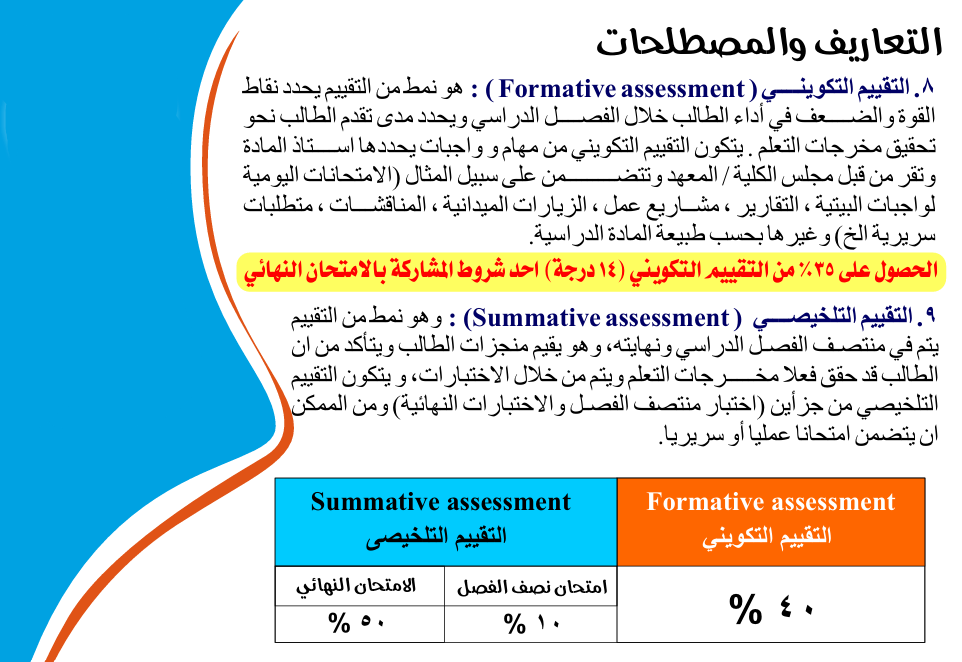 التعاريف والمصطلحات
٨. التقييم التكويني ( Formative assessment ) : هو نمط من التقييم يحدد نقاط
القوة والضعف في أداء الطالب خلال الفصل الدراسي ويحدد مدى تقدم الطالب نحو
تحقيق مخرجات التعلم . يتكون التقييم التكويني من مهام و واجبات يحددها استاذ المادة
وتقر من قبل مجلس الكلية / المعهد وتتضمن على سبيل المثال (الامتحانات اليومية
لواجبات البيتية ، التقارير ، مشاريع عمل ، الزيارات الميدانية ، المناقشات ، متطلبات
سريرية الخ) وغيرها بحسب طبيعة المادة الدراسية.
الحصول على ٣٥٪ من التقييم التكويني (١٤ درجة) احد شروط المشاركة بالامتحان النهائي
٩. التقييم التلخيصي ( Summative assessment) : وهو نمط من التقييم
يتم في منتصف الفصل الدراسي ونهايته، وهو يقيم منجزات الطالب ويتأكد من ان
الطالب قد حقق فعلا مخرجات التعلم ويتم من خلال الاختبارات، و يتكون التقييم
التلخيصي من جزأين (اختبار منتصف الفصل والاختبارات النهائية) ومن الممكن
ان يتضمن امتحانا عمليا أو سريريا.
Formative assessment
التقييم التكويني
Summative assessment
التقييم التلخيصى
امتحان نصف الفصل
الامتحان النهائي
٤٠ %
١٠ %
٥٠ %